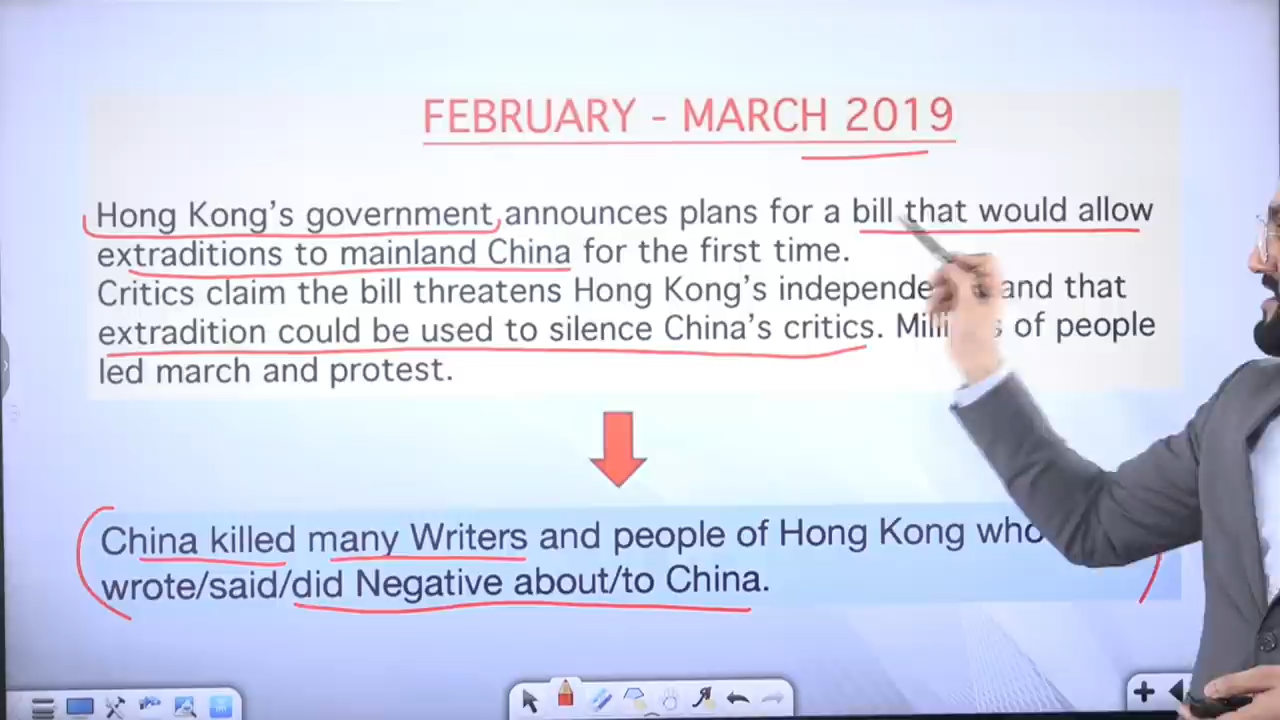 FEBRUARY - MARCH 2019
Hong Kong's government announces plans for a bill that would allow
extraditions to mainland China for the first time.
Critics claim the bill threatens Hong Kong's and that
extradition could be used to silence China's critics. of people
led march and protest.
China killed many Writers and people of Hong Kong who
wrote/said/did Negative about/to China.